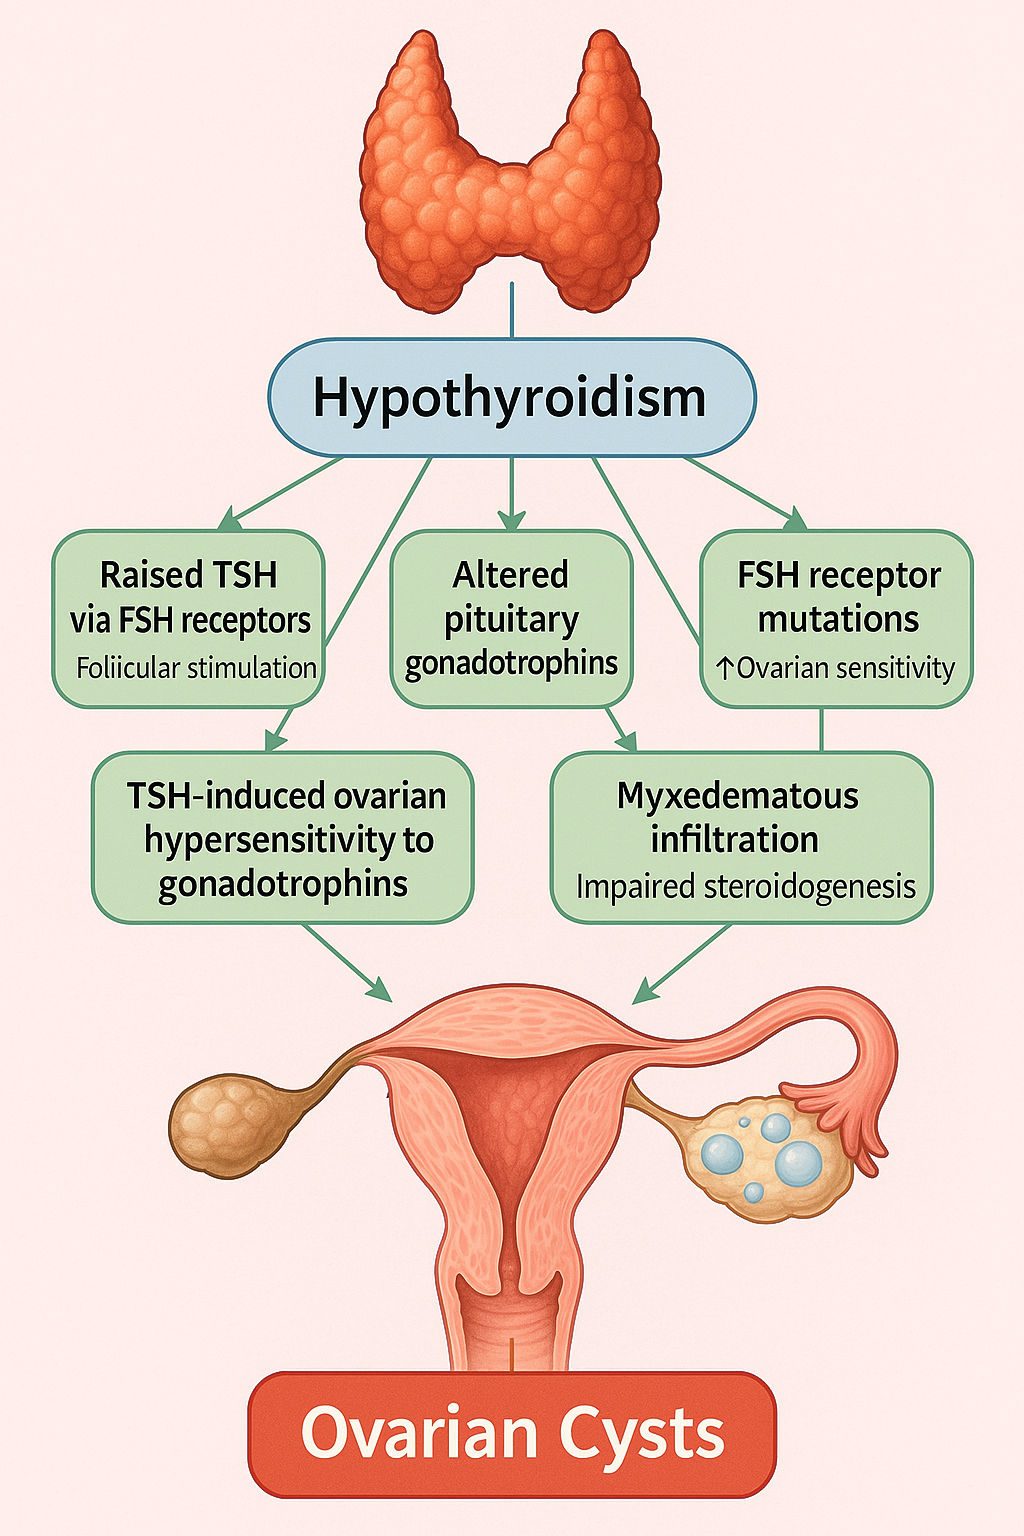 Hypothyroidism
Raised TSH
via FSH receptors
Foliicular stimulation
Altered
pituitary
gonadotrophins
FSH receptor
mutations
↑Ovarian sensitivity
TSH-induced ovarian
hypersensitivity to
gonadotrophins
Myxedematous
infiltration
Impaired steroidogenesis
Ovarian Cysts